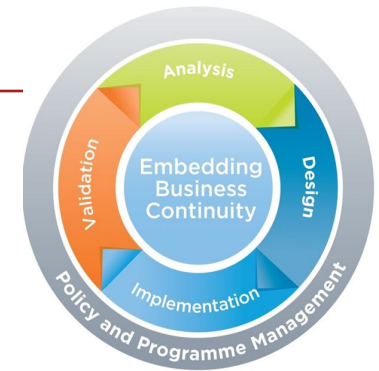 Analysis
Design
Implementation
Validation
Embedding
Business
Continuity
Policy and Programme Management